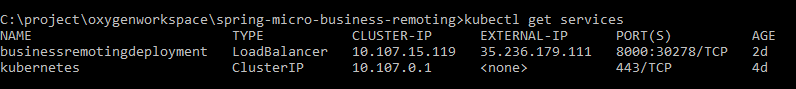 C:\project\oxygenworkspace\spring-micro-business-remoting>kubectl get services
NAME TYPE CLUSTER-IP EXTERNAL-IP PORT(S) AGE
businessremotingdeployment LoadBalancer 10.107.15.119 35.236.179.111 8000:30278/TCP 2d
kubernetes ClusterIP 10.107.0.1 <none> 443/TCP 4d